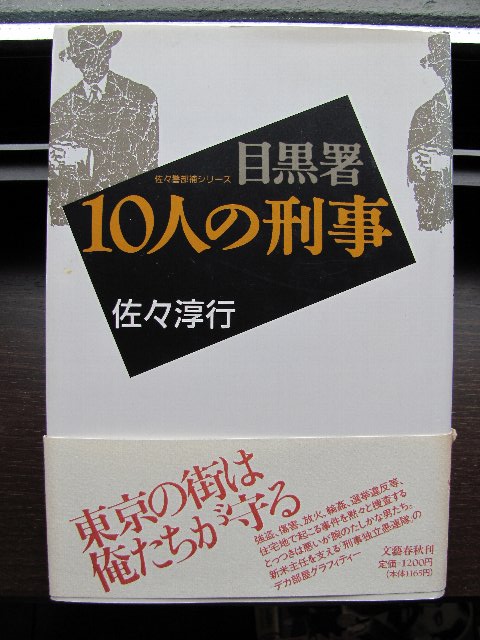 佐々警部補シリーズ
目黒署
10人の刑事
佐々淳行
東京の街は
俺たちが守る
強盗、傷害、放火、輪姦、選挙違反等、
住宅地で起こる事件を黙々と捜査する
とっつきは悪いが腕のたしかな男たち。
新米主任を支える「刑事独立愚連隊」の
デカ部屋グラフィティー
文藝春秋刊
定価=1200円
(本体1165円)